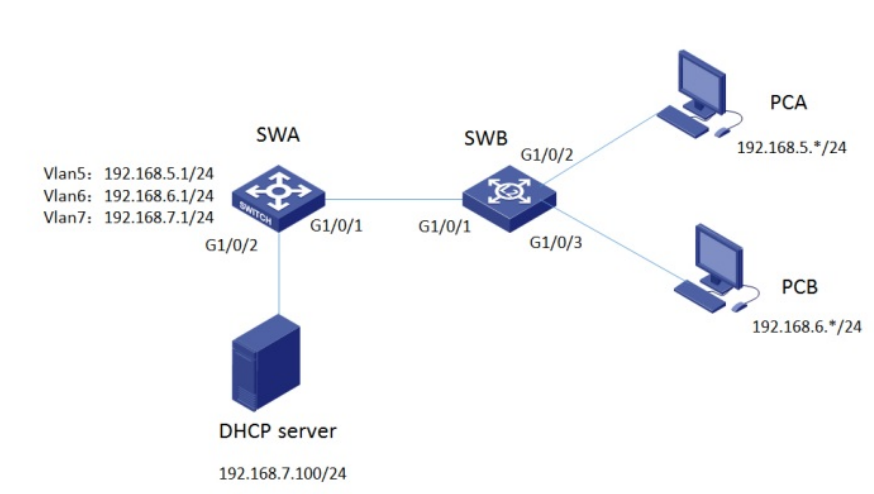 SWA
Vlan5： 192.168.5.1/24
Vlan6： 192.168.6.1/24
Vlan7： 192.168.7.1/24
SWITCH
G1/0/1
G1/0/2
SWB
G1/0/2
L2
G1/0/1
G1/0/3
PCA
192.168.5.*/24
PCB
192.168.6.*/24
DHCP server
192.168.7.100/24